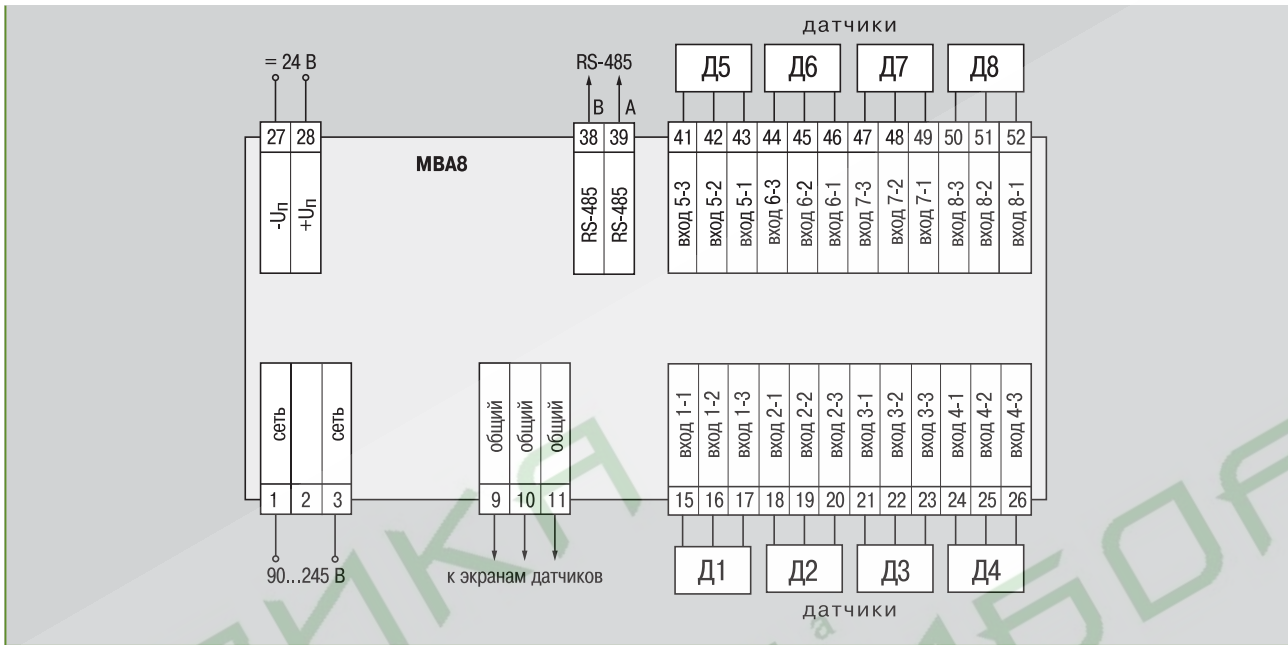 датчики
= 24 В
RS-485
Д5 Д6 Д7 Д8
B A
27 28
38 39
41 42 43 44 45 46 47 48 49 50 51 52
МВА8
-Uп
+Uп
RS-485
RS-485
вход 5-3
вход 5-2
вход 5-1
вход 6-3
вход 6-2
вход 6-1
вход 7-3
вход 7-2
вход 7-1
вход 8-3
вход 8-2
вход 8-1
сеть
сеть
общий
общий
общий
вход 1-1
вход 1-2
вход 1-3
вход 2-1
вход 2-2
вход 2-3
вход 3-1
вход 3-2
вход 3-3
вход 4-1
вход 4-2
вход 4-3
1 2 3
9 10 11
15 16 17 18 19 20 21 22 23 24 25 26
90...245 В
к экранам датчиков
Д1 Д2 Д3 Д4
датчики